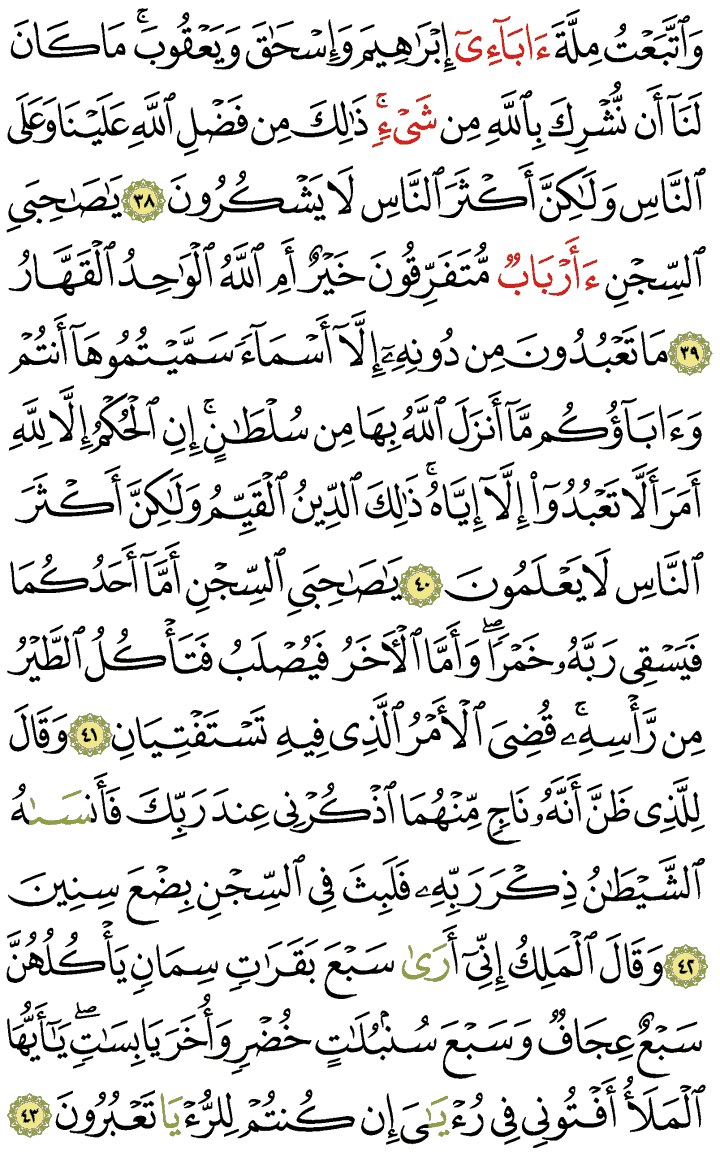 وَٱتَّبَعۡتُ مِلَّةَ ءَابَآءِىٓ إِبۡرَٰهِيمَ وَإِسۡحَٰقَ وَيَعۡقُوبَۚ مَا كَانَ
لَنَآ أَن نُّشۡرِكَ بِٱللَّهِ مِن شَىۡءٍۚ ذَٰلِكَ مِن فَضۡلِ ٱللَّهِ عَلَيۡنَا وَعَلَى
ٱلنَّاسِ وَلَٰكِنَّ أَكۡثَرَ ٱلنَّاسِ لَا يَشۡكُرُونَ ٣٨ يَٰصَٰحِبَىِ
ٱلسِّجۡنِ ءَأَرۡبَابٌ مُّتَفَرِّقُونَ خَيۡرٌ أَمِ ٱللَّهُ ٱلۡوَٰحِدُ ٱلۡقَهَّارُ
٣٩ مَا تَعۡبُدُونَ مِن دُونِهِۦٓ إِلَّآ أَسۡمَآءً سَمَّيۡتُمُوهَآ أَنتُمۡ
وَءَابَآؤُكُم مَّآ أَنزَلَ ٱللَّهُ بِهَا مِن سُلۡطَٰنٍۚ إِنِ ٱلۡحُكۡمُ إِلَّا لِلَّهِ
أَمَرَ أَلَّا تَعۡبُدُوٓاْ إِلَّآ إِيَّاهُۚ ذَٰلِكَ ٱلدِّينُ ٱلۡقَيِّمُ وَلَٰكِنَّ أَكۡثَرَ
ٱلنَّاسِ لَا يَعۡلَمُونَ ٤٠ يَٰصَٰحِبَىِ ٱلسِّجۡنِ أَمَّآ أَحَدُكُمَا
فَيَسۡقِى رَبَّهُۥ خَمۡرًاۖ وَأَمَّا ٱلۡأٓخَرُ فَيُصۡلَبُ فَتَأۡكُلُ ٱلطَّيۡرُ
مِن رَّأۡسِهِۦۚ قُضِىَ ٱلۡأَمۡرُ ٱلَّذِى فِيهِ تَسۡتَفۡتِيَانِ ٤١ وَقَالَ
لِلَّذِى ظَنَّ أَنَّهُۥ نَاجٍ مِّنۡهُمَا ٱذۡكُرۡنِى عِندَ رَبِّكَ فَأَنسَىٰهُ
ٱلشَّيۡطَٰنُ ذِكۡرَ رَبِّهِۦ فَلَبِثَ فِى ٱلسِّجۡنِ بِضۡعَ سِنِينَ
٤٢ وَقَالَ ٱلۡمَلِكُ إِنِّىٓ أَرَىٰ سَبۡعَ بَقَرَٰتٍ سِمَانٍ يَأۡكُلُهُنَّ
سَبۡعٌ عِجَافٌ وَسَبۡعَ سُنۢبُلَٰتٍ خُضۡرٍ وَأُخَرَ يَابِسَٰتٍۖ يَٰٓأَيُّهَا
ٱلۡمَلَأُ أَفۡتُونِى فِى رُءۡيَٰىَ إِن كُنتُمۡ لِلرُّءۡيَا تَعۡبُرُونَ ٤٣